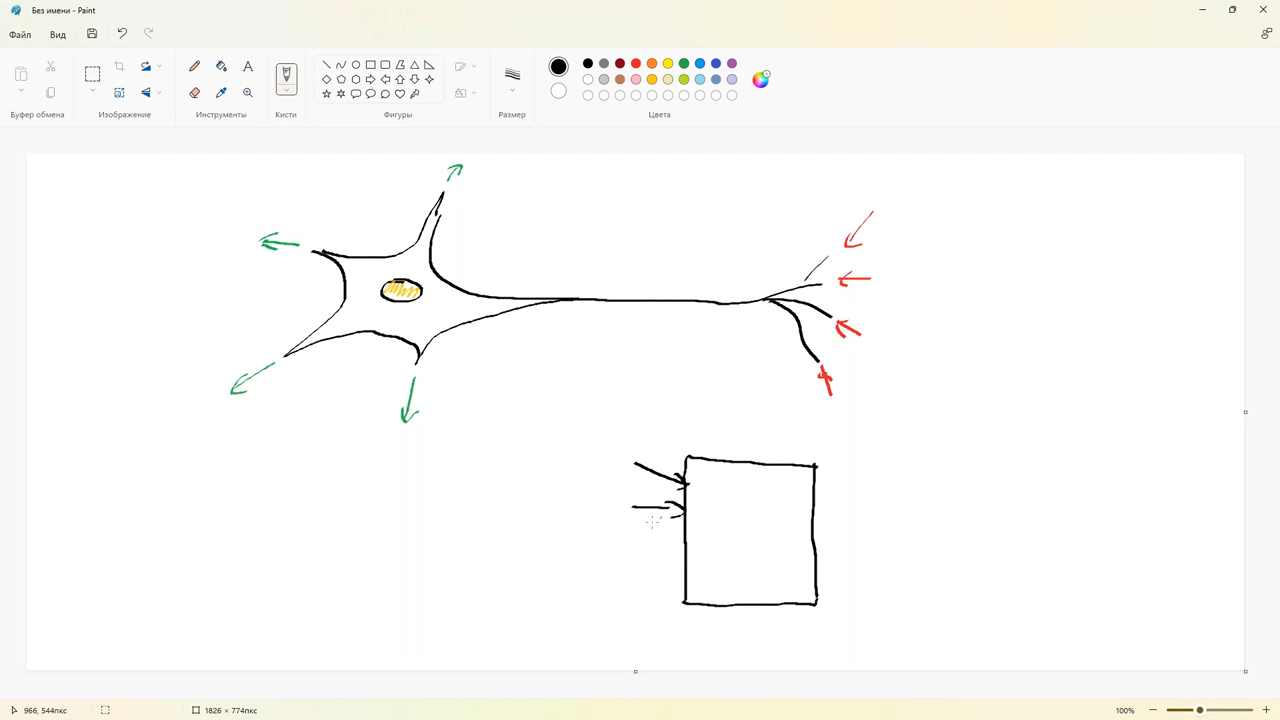 Без имени - Paint
Файл
Вид
A
Буфер обмена
Изображение
Инструменты
Кисти
Фигуры
Размер
Цвета
966, 544пкс
1826 × 774пкс
100%